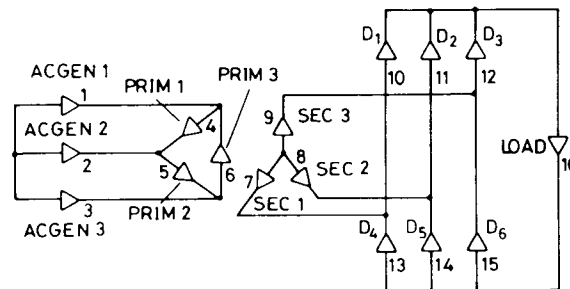 D1 D2 D3
ACGEN 1 PRIM 1 PRIM 3
1 4 10 11 12
ACGEN 2 9 SEC 3 LOAD
2 5 6 8 SEC 2 16
7
3 PRIM 2 SEC 1
ACGEN 3 D4 D5 D6
13 14 15